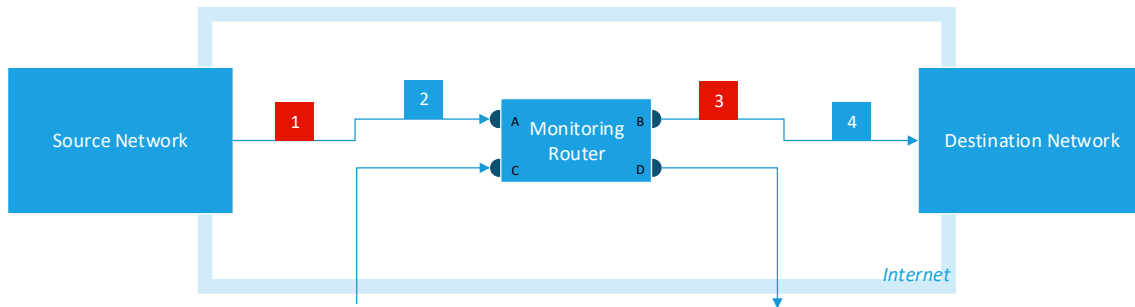 1
2
3
4
Source Network
A
B
C
D
Monitoring
Router
Destination Network
Internet